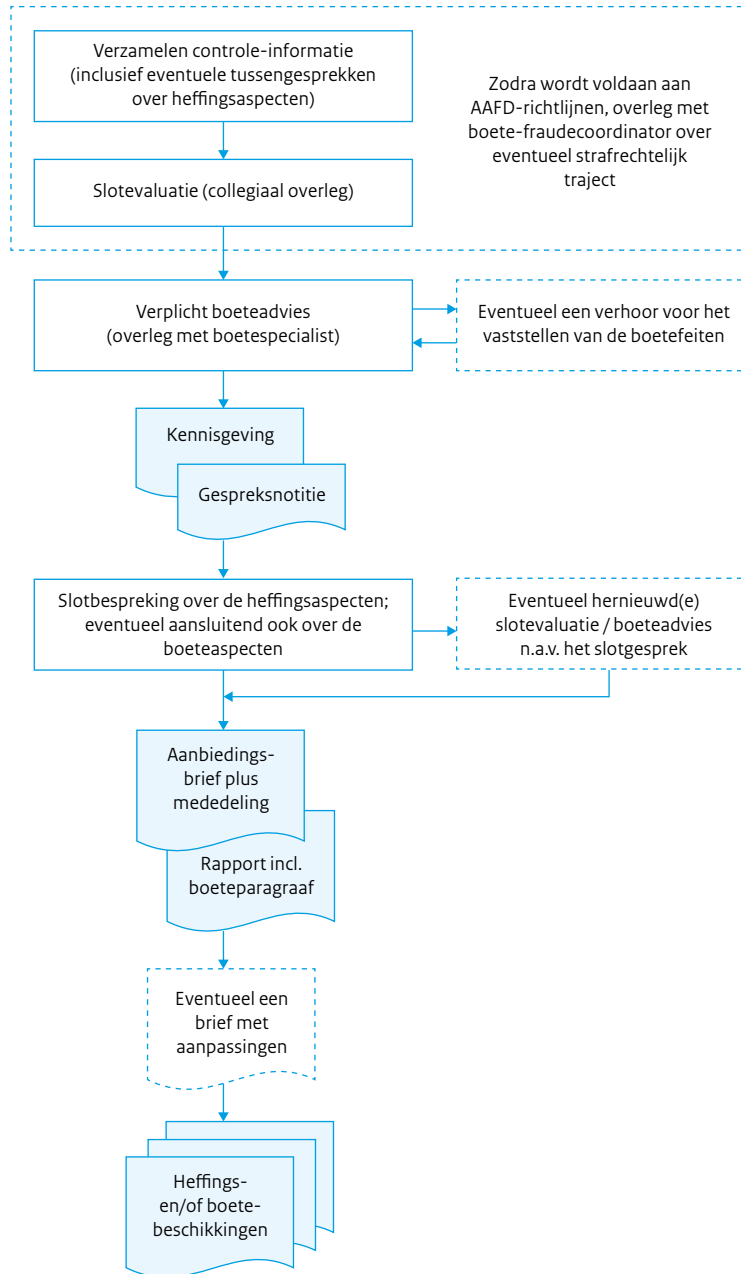 Verzamelen controle-informatie
(inclusief eventuele tussengesprekken
over heffingsaspecten)
Zodra wordt voldaan aan
AAFD-richtlijnen, overleg met
boete-fraudecoordinator over
eventueel strafrechtelijk
traject
Slotevaluatie (collegiaal overleg)
Verplicht boeteadvies
(overleg met boetespecialist)
Eventueel een verhoor voor het
vaststellen van de boetefeiten
Kennisgeving
Gespreksnotitie
Slotbespreking over de heffingsaspecten;
eventueel aansluitend ook over de
boeteaspecten
Eventueel hernieuwd(e)
slotevaluatie / boeteadvies
n.a.v. het slotgesprek
Aanbiedings-
brief plus
mededeling
Rapport incl.
boeteparagraaf
Eventueel een
brief met
aanpassingen
Heffings-
en/of boete-
beschikkingen